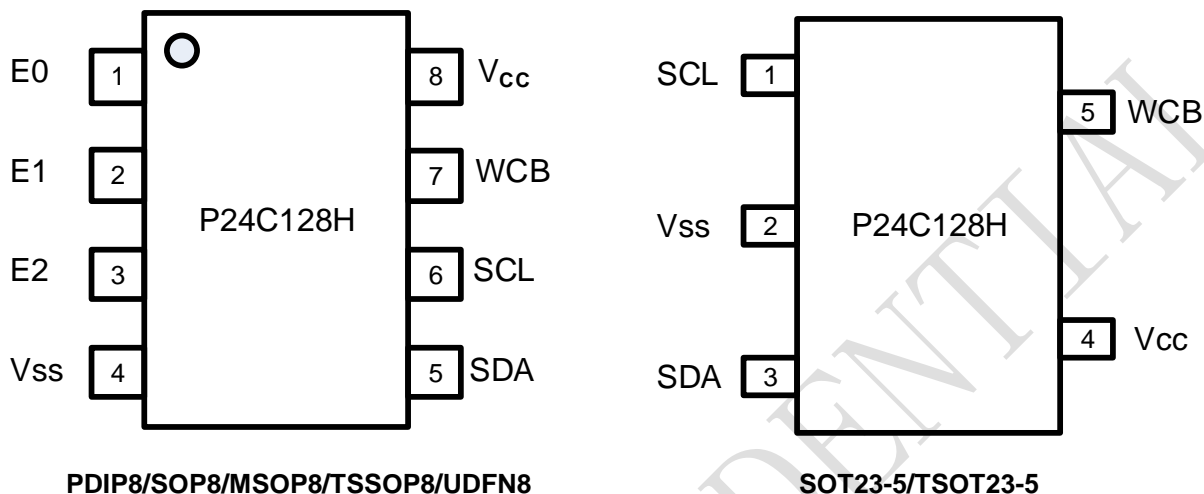 E0 1 8 Vcc
E1 2 7 WCB
P24C128H
E2 3 6 SCL
Vss 4 5 SDA
PDIP8/SOP8/MSOP8/TSSOP8/UDFN8
SCL 1
5 WCB
Vss 2 P24C128H
4 Vcc
SDA 3
SOT23-5/TSOT23-5
DENTIAL